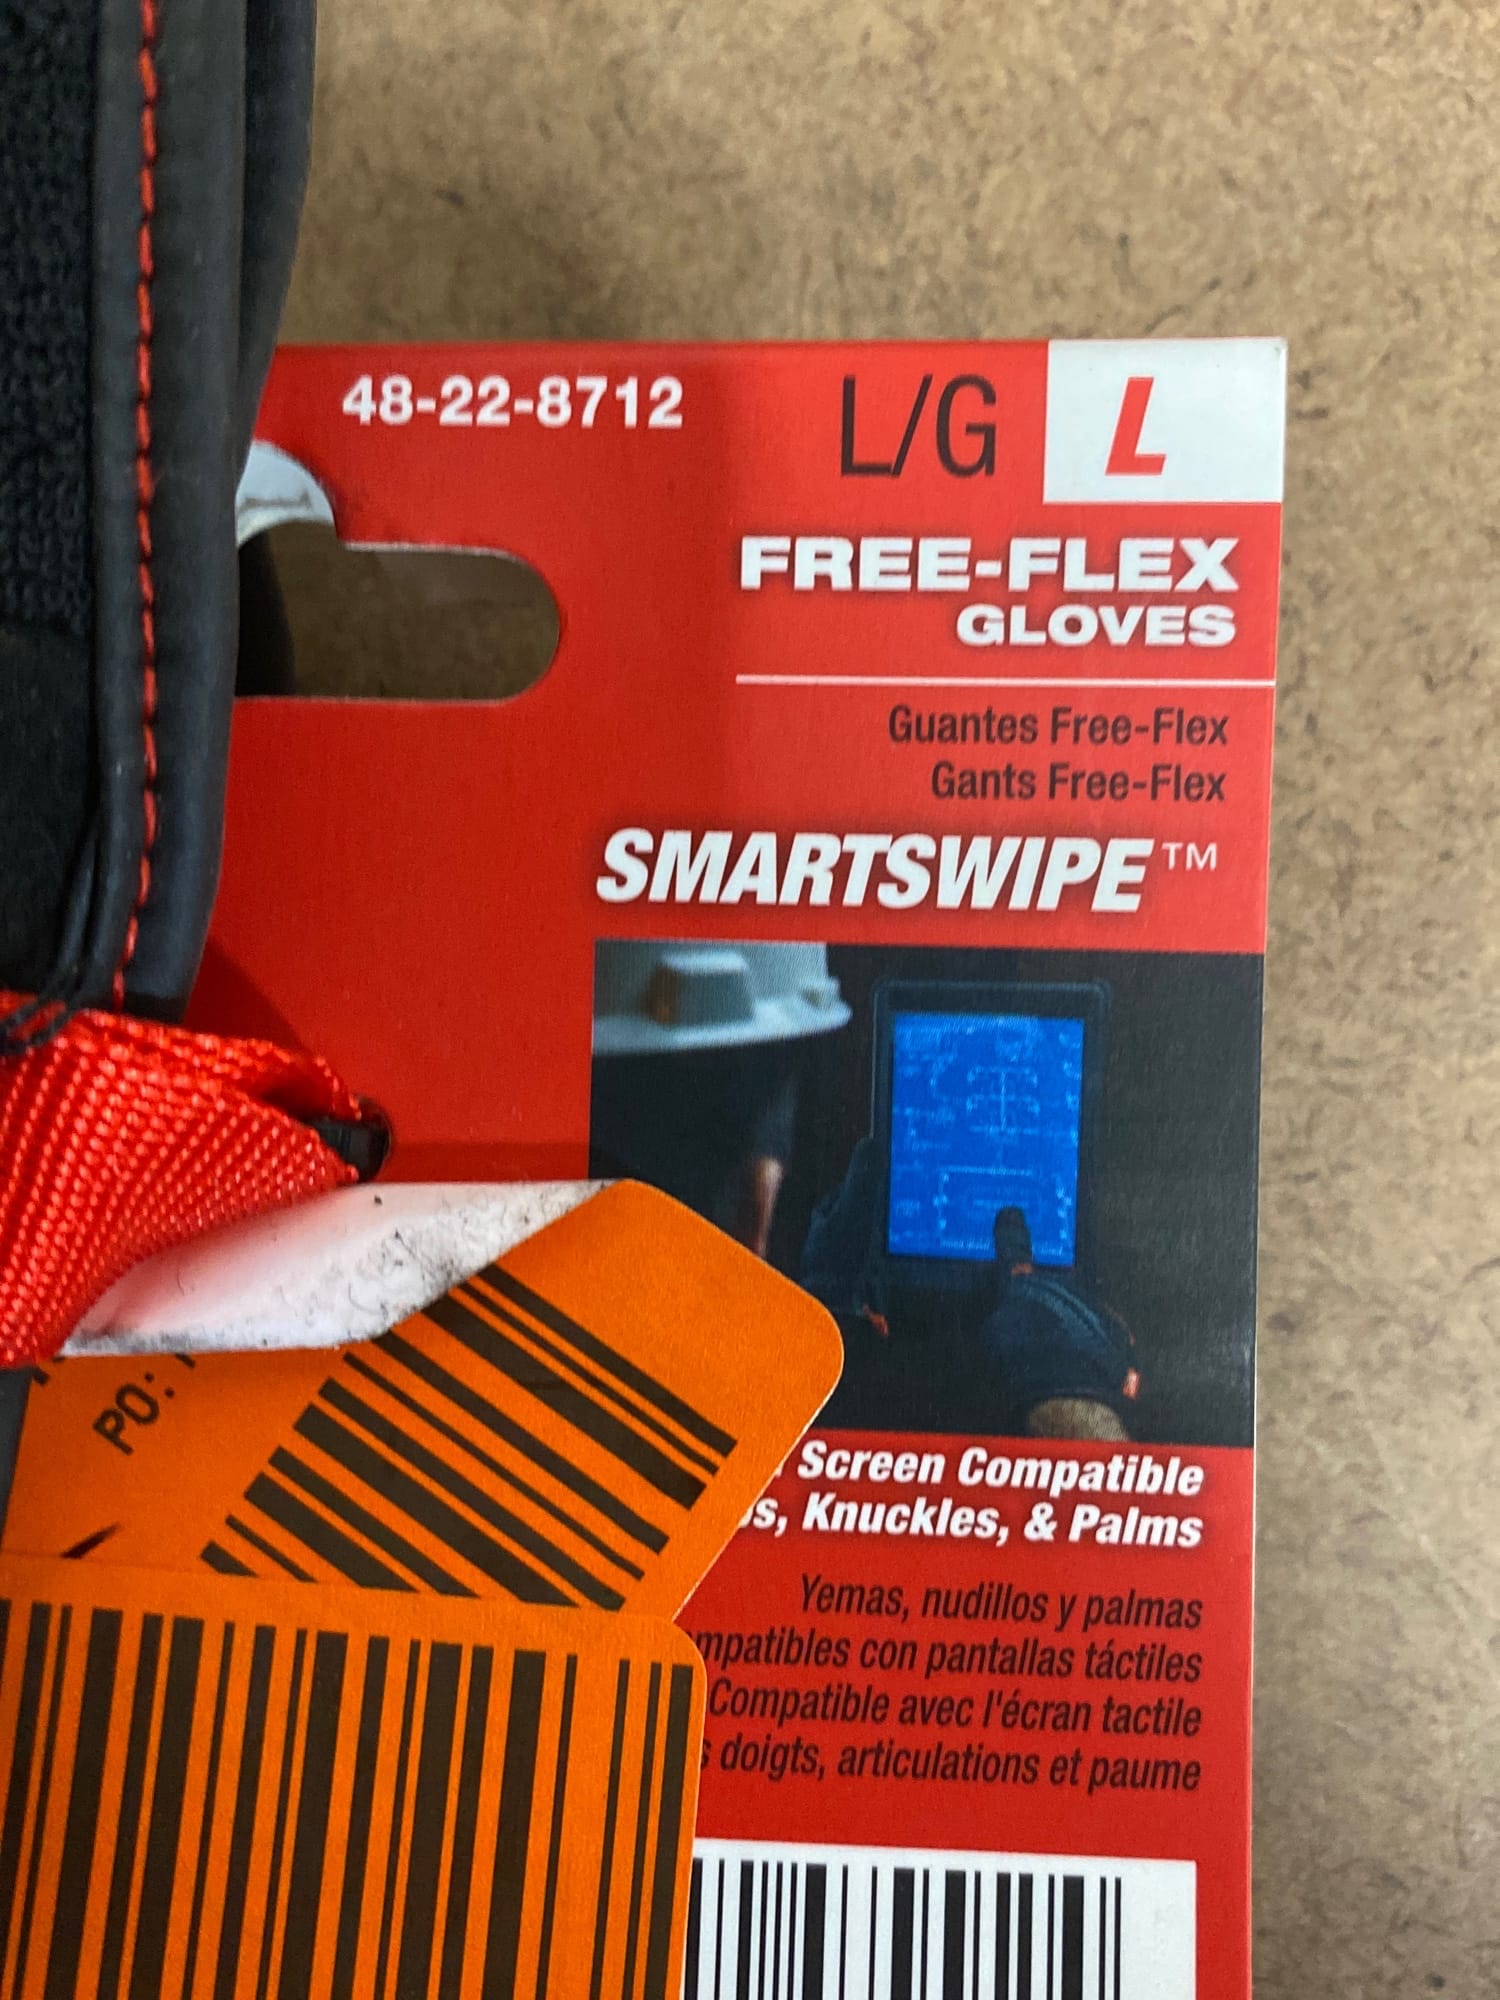 48-22-8712
L/G L
FREE-FLEX
GLOVES
Guantes Free-Flex
Gants Free-Flex
SMARTSWIPE™
Screen Compatible
Knuckles, & Palms
Yemas, nudillos y palmas
con pantallas táctiles
Compatible avec l'écran tactile
doigts, articulations et paume
PO: